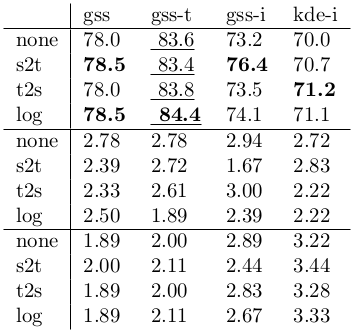 gss gss-t gss-i kde-i
none 78.0 83.6 73.2 70.0
s2t 78.5 83.4 76.4 70.7
t2s 78.0 83.8 73.5 71.2
log 78.5 84.4 74.1 71.1
none 2.78 2.78 2.94 2.72
s2t 2.39 2.72 1.67 2.83
t2s 2.33 2.61 3.00 2.22
log 2.50 1.89 2.39 2.22
none 1.89 2.00 2.89 3.22
s2t 2.00 2.11 2.44 3.44
t2s 1.89 2.00 2.83 3.28
log 1.89 2.11 2.67 3.33